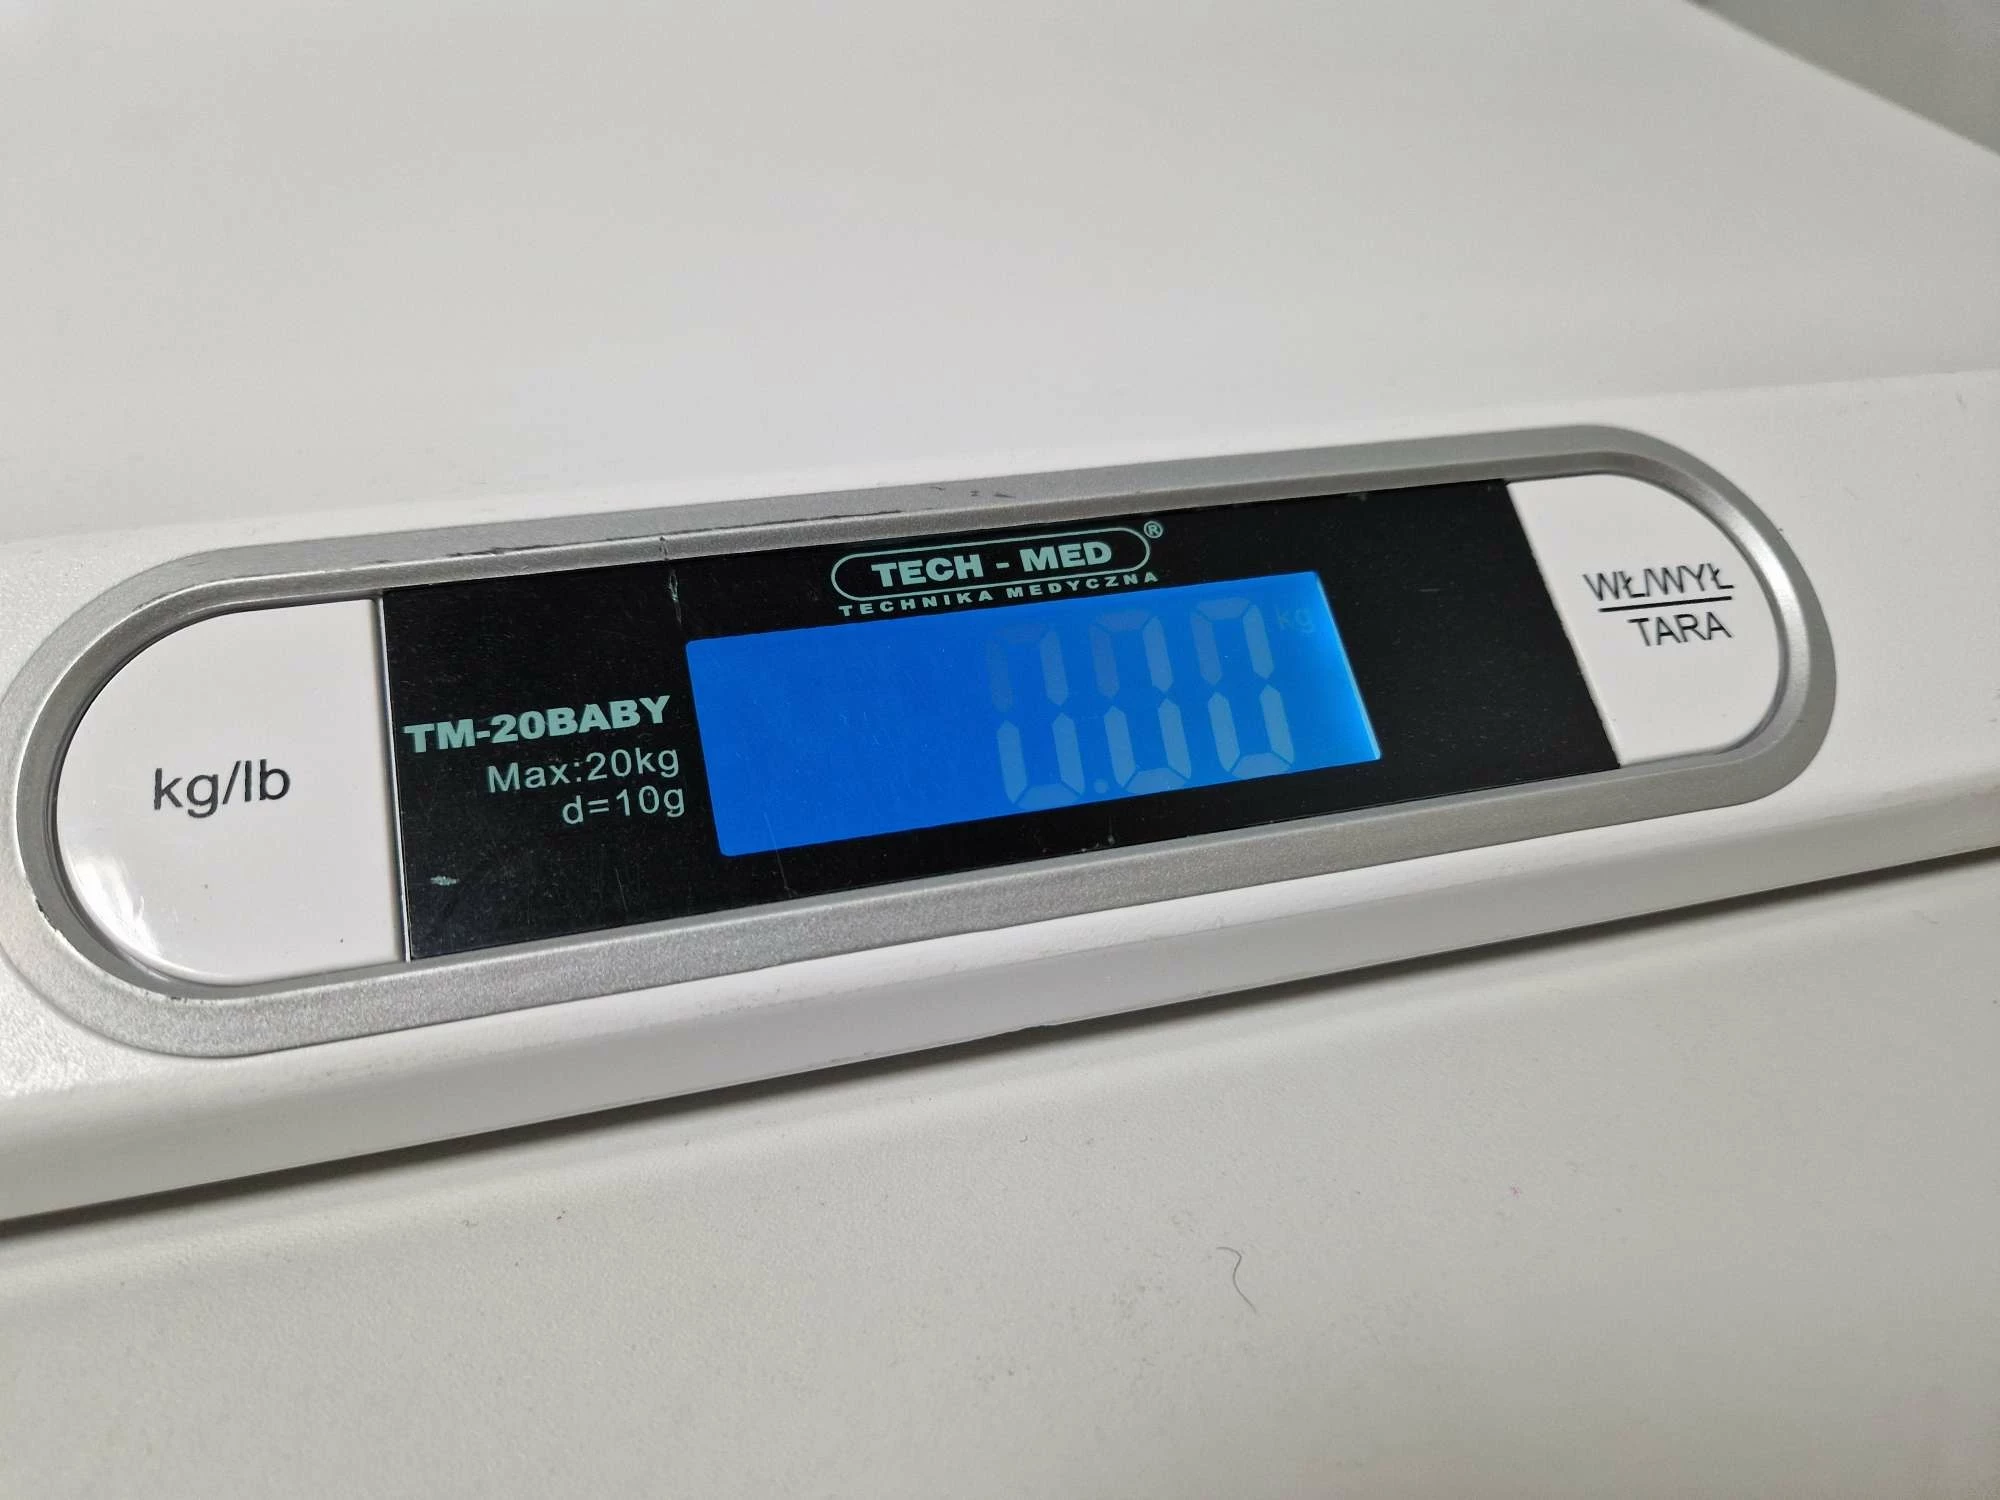 TECH - MED®
TECHNIKA MEDYCZNA
TM-20BABY
Max:20kg
d=10g
kg/lb
0.00 kg
WŁ/WYŁ
TARA